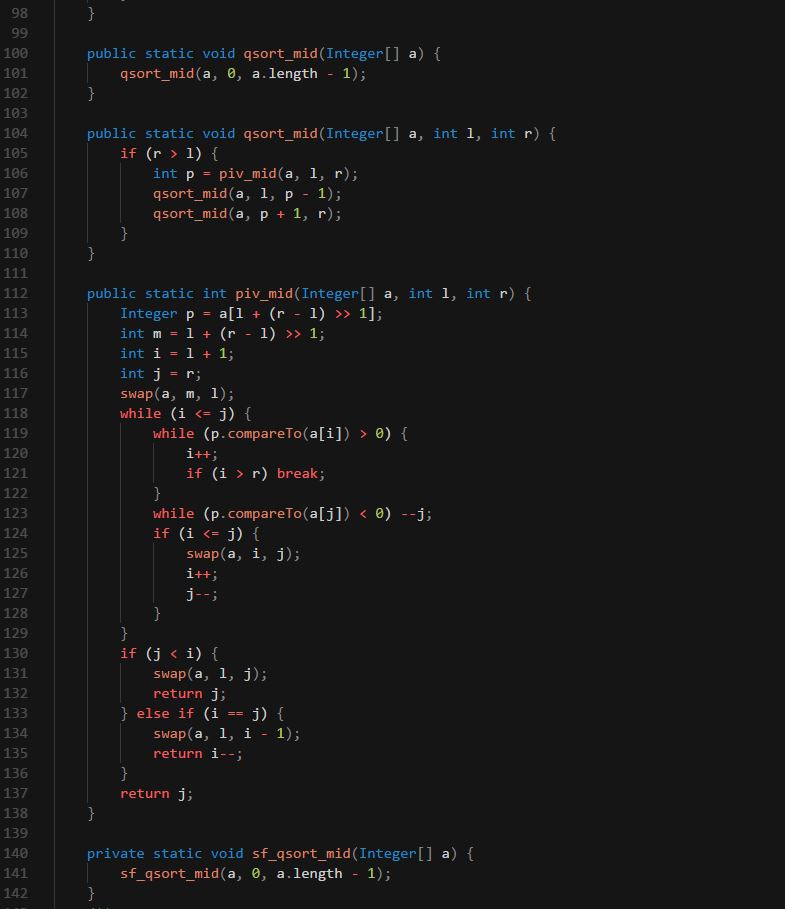 98 }
99
100 public static void qsort_mid(Integer[] a) {
101 qsort_mid(a, 0, a.length - 1);
102 }
103
104 public static void qsort_mid(Integer[] a, int l, int r) {
105 if (r > l) {
106 int p = piv_mid(a, l, r);
107 qsort_mid(a, l, p - 1);
108 qsort_mid(a, p + 1, r);
109 }
110 }
111
112 public static int piv_mid(Integer[] a, int l, int r) {
113 Integer p = a[l + (r - l) >> 1];
114 int m = l + (r - l) >> 1;
115 int i = l + 1;
116 int j = r;
117 swap(a, m, l);
118 while (i <= j) {
119 while (p.compareTo(a[i]) > 0) {
120 i++;
121 if (i > r) break;
122 }
123 while (p.compareTo(a[j]) < 0) --j;
124 if (i <= j) {
125 swap(a, i, j);
126 i++;
127 j--;
128 }
129 }
130 if (j < i) {
131 swap(a, l, j);
132 return j;
133 } else if (i == j) {
134 swap(a, l, i - 1);
135 return i--;
136 }
137 return j;
138 }
139
140 private static void sf_qsort_mid(Integer[] a) {
141 sf_qsort_mid(a, 0, a.length - 1);
142 }